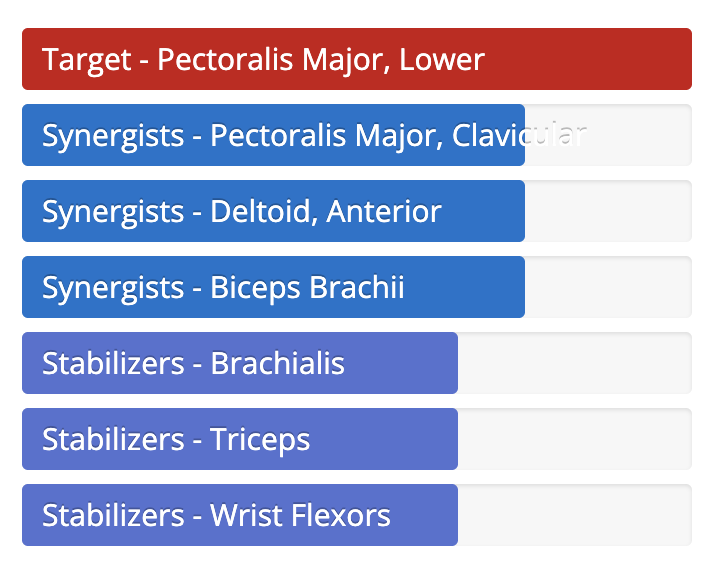 Target - Pectoralis Major, Lower
Synergists - Pectoralis Major, Clavicular
Synergists - Deltoid, Anterior
Synergists - Biceps Brachii
Stabilizers - Brachialis
Stabilizers - Triceps
Stabilizers - Wrist Flexors